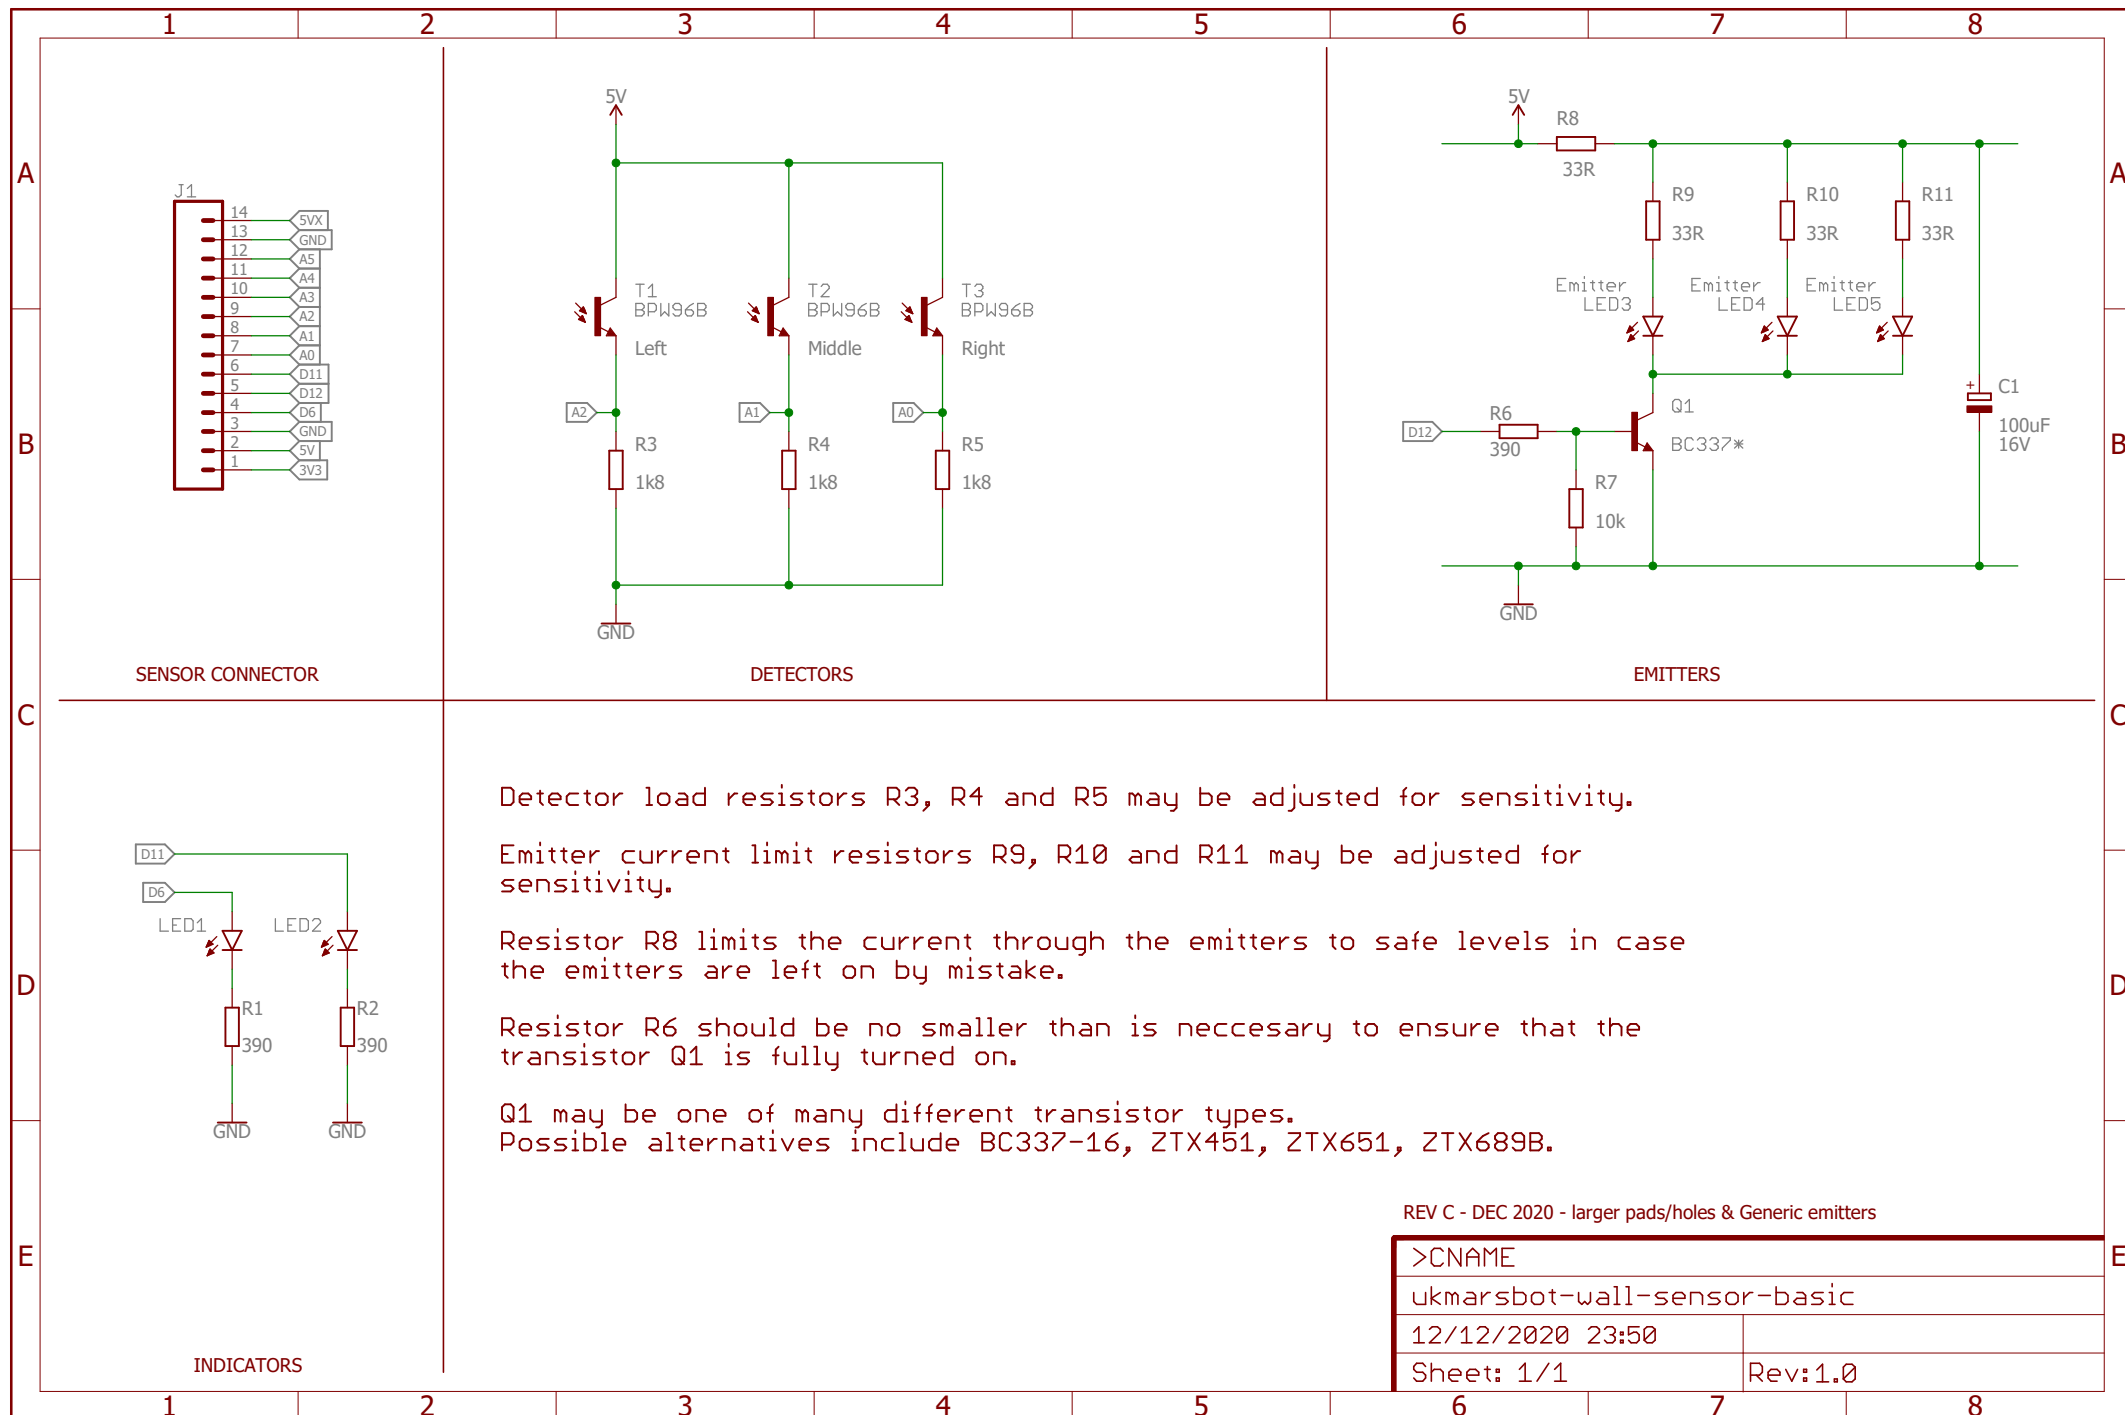 1 2 3 4 5 6 7 8
A A
B B
C C
D D
E E
J1
14 5VX
13 GND
12 A5
11 A4
10 A3
9 A2
8 A1
7 A0
6 D11
5 D12
4 D6
3 GND
2 5V
1 3V3
SENSOR CONNECTOR
5V
T1
BPW96B
Left
T2
BPW96B
Middle
T3
BPW96B
Right
A2
A1
A0
R3
1k8
R4
1k8
R5
1k8
GND
DETECTORS
5V
R8
33R
R9
33R
R10
33R
R11
33R
Emitter
LED3
Emitter
LED4
Emitter
LED5
D12
R6
390
Q1
BC337*
R7
10k
+
C1
100uF
16V
GND
EMITTERS
D11
D6
LED1
LED2
R1
390
R2
390
GND
GND
INDICATORS
Detector load resistors R3, R4 and R5 may be adjusted for sensitivity.
Emitter current limit resistors R9, R10 and R11 may be adjusted for
sensitivity.
Resistor R8 limits the current through the emitters to safe levels in case
the emitters are left on by mistake.
Resistor R6 should be no smaller than is neccesary to ensure that the
transistor Q1 is fully turned on.
Q1 may be one of many different transistor types.
Possible alternatives include BC337-16, ZTX451, ZTX651, ZTX689B.
REV C - DEC 2020 - larger pads/holes & Generic emitters
>CNAME
ukmarsbot-wall-sensor-basic
12/12/2020 23:50
Sheet: 1/1
Rev:1.0
1 2 3 4 5 6 7 8